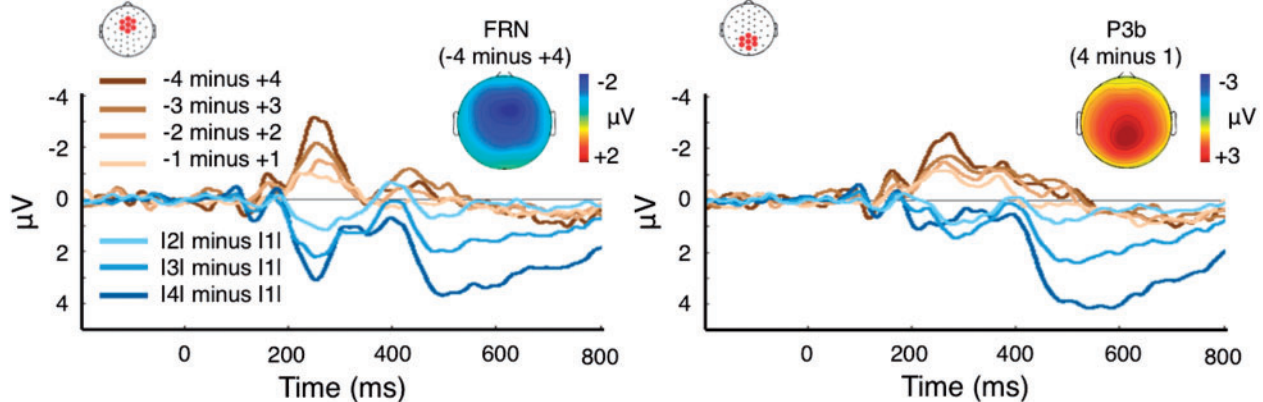 FRN
(-4 minus +4)
-4 minus +4
-3 minus +3
-2 minus +2
-1 minus +1
-2
μV
+2
-4
-2
0
2
4
μV
|2| minus |1|
|3| minus |1|
|4| minus |1|
0 200 400 600 800
Time (ms)
P3b
(4 minus 1)
-3
μV
+3
-4
-2
0
2
4
μV
0 200 400 600 800
Time (ms)